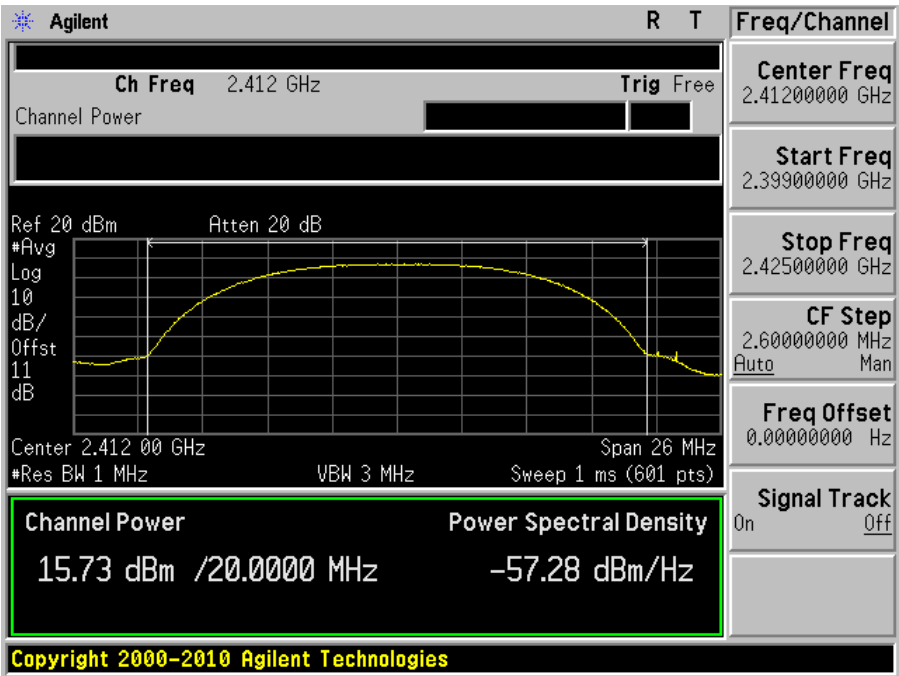 Agilent R T
Ch Freq 2.412 GHz Trig Free
Channel Power
Ref 20 dBm Atten 20 dB
#Avg
Log
10
dB/
Offst
11
dB
Center 2.412 00 GHz Span 26 MHz
#Res BW 1 MHz VBW 3 MHz Sweep 1 ms (601 pts)
Channel Power Power Spectral Density
15.73 dBm /20.0000 MHz -57.28 dBm/Hz
Copyright 2000-2010 Agilent Technologies
Freq/Channel
Center Freq
2.41200000 GHz
Start Freq
2.39900000 GHz
Stop Freq
2.42500000 GHz
CF Step
2.60000000 MHz
Auto Man
Freq Offset
0.00000000 Hz
Signal Track
On Off